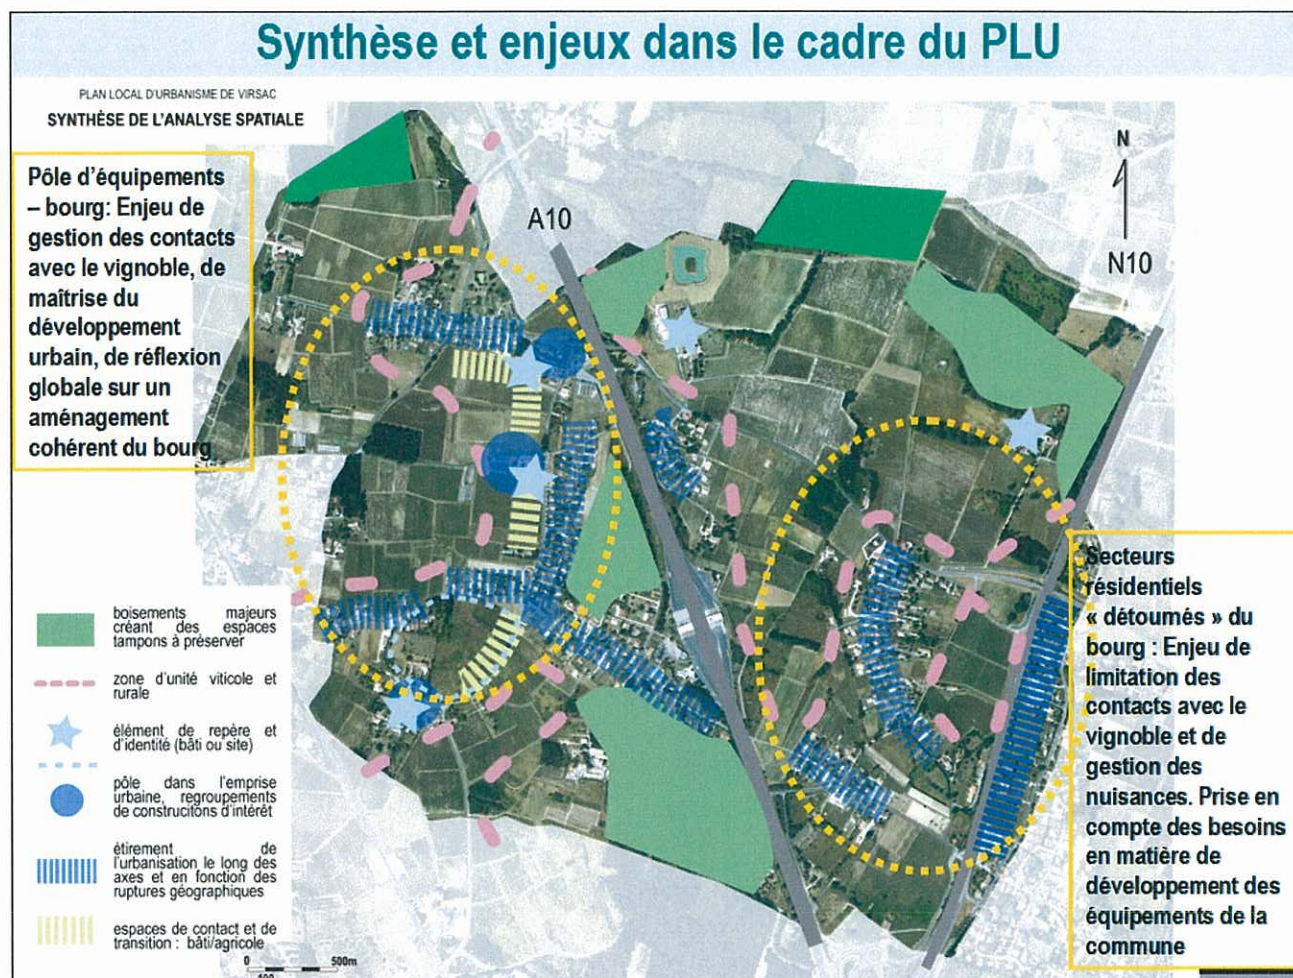 Synthèse et enjeux dans le cadre du PLU
PLAN LOCAL D'URBANISME DE VIRSAC
SYNTHÈSE DE L'ANALYSE SPATIALE
Pôle d'équipements
– bourg: Enjeu de
gestion des contacts
avec le vignoble, de
maîtrise du
développement
urbain, de réflexion
globale sur un
aménagement
cohérent du bourg
A10
N
N10
boisements majeurs
créant des espaces
tampons à préserver
zone d'unité viticole et
rurale
élément de repère et
d'identité (bâti ou site)
pôle dans l'emprise
urbaine, regroupements
de construcitons d'intérêt
étirement de
l'urbanisation le long des
axes et en fonction des
ruptures géographiques
espaces de contact et de
transition : bâti/agricole
0 500m
100
Secteurs
résidentiels
« détournés » du
bourg : Enjeu de
limitation des
contacts avec le
vignoble et de
gestion des
nuisances. Prise en
compte des besoins
en matière de
développement des
équipements de la
commune